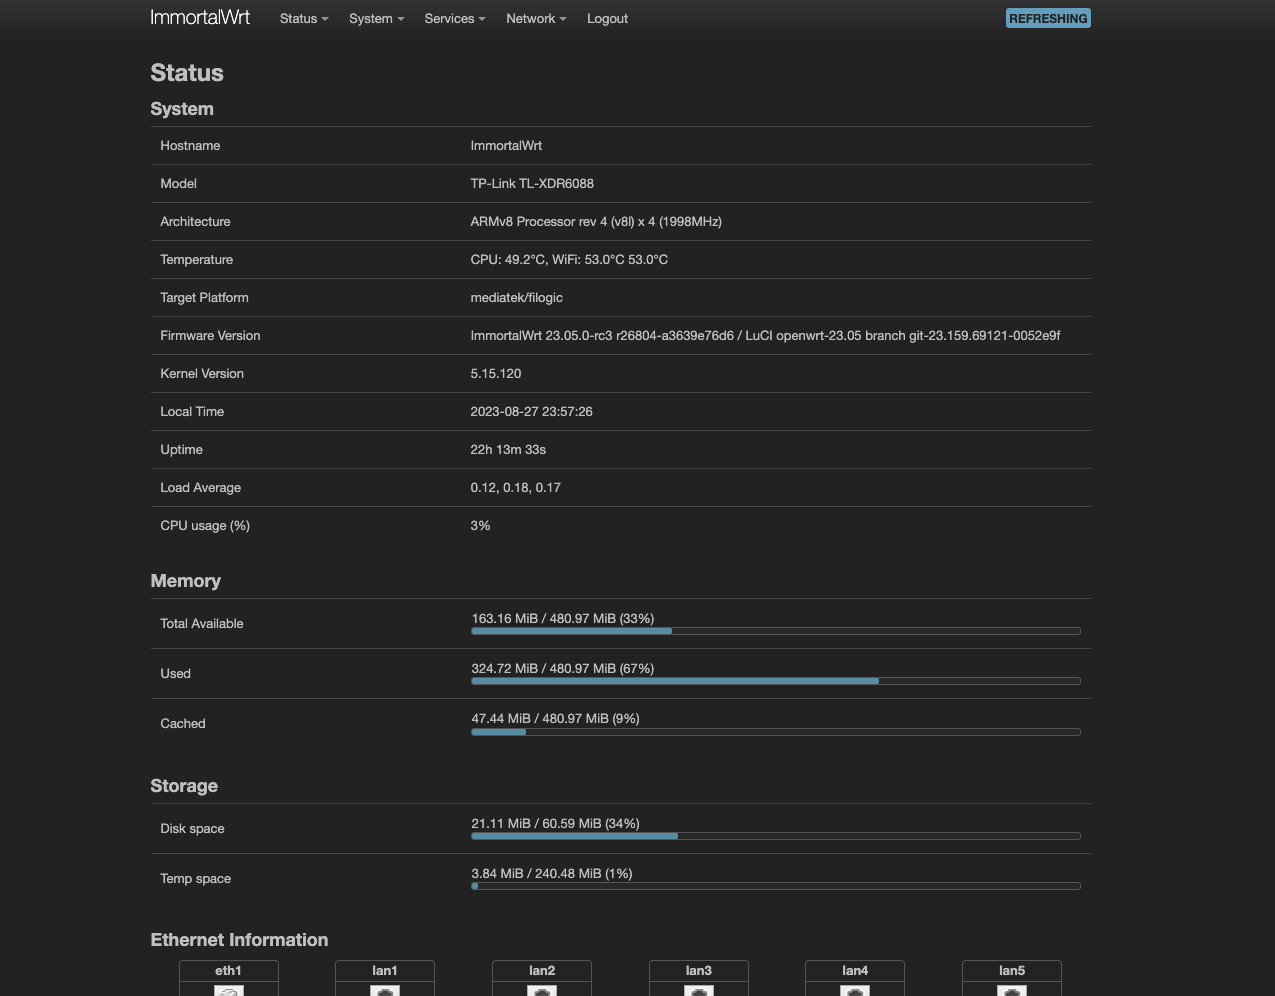 ImmortalWrt Status System Services Network Logout REFRESHING
Status
System
Hostname ImmortalWrt
Model TP-Link TL-XDR6088
Architecture ARMv8 Processor rev 4 (v8l) x 4 (1998MHz)
Temperature CPU: 49.2°C, WiFi: 53.0°C 53.0°C
Target Platform mediatek/filogic
Firmware Version ImmortalWrt 23.05.0-rc3 r26804-a3639e76d6 / LuCI openwrt-23.05 branch git-23.159.69121-0052e9f
Kernel Version 5.15.120
Local Time 2023-08-27 23:57:26
Uptime 22h 13m 33s
Load Average 0.12, 0.18, 0.17
CPU usage (%) 3%
Memory
Total Available 163.16 MiB / 480.97 MiB (33%)
Used 324.72 MiB / 480.97 MiB (67%)
Cached 47.44 MiB / 480.97 MiB (9%)
Storage
Disk space 21.11 MiB / 60.59 MiB (34%)
Temp space 3.84 MiB / 240.48 MiB (1%)
Ethernet Information
eth1 lan1 lan2 lan3 lan4 lan5